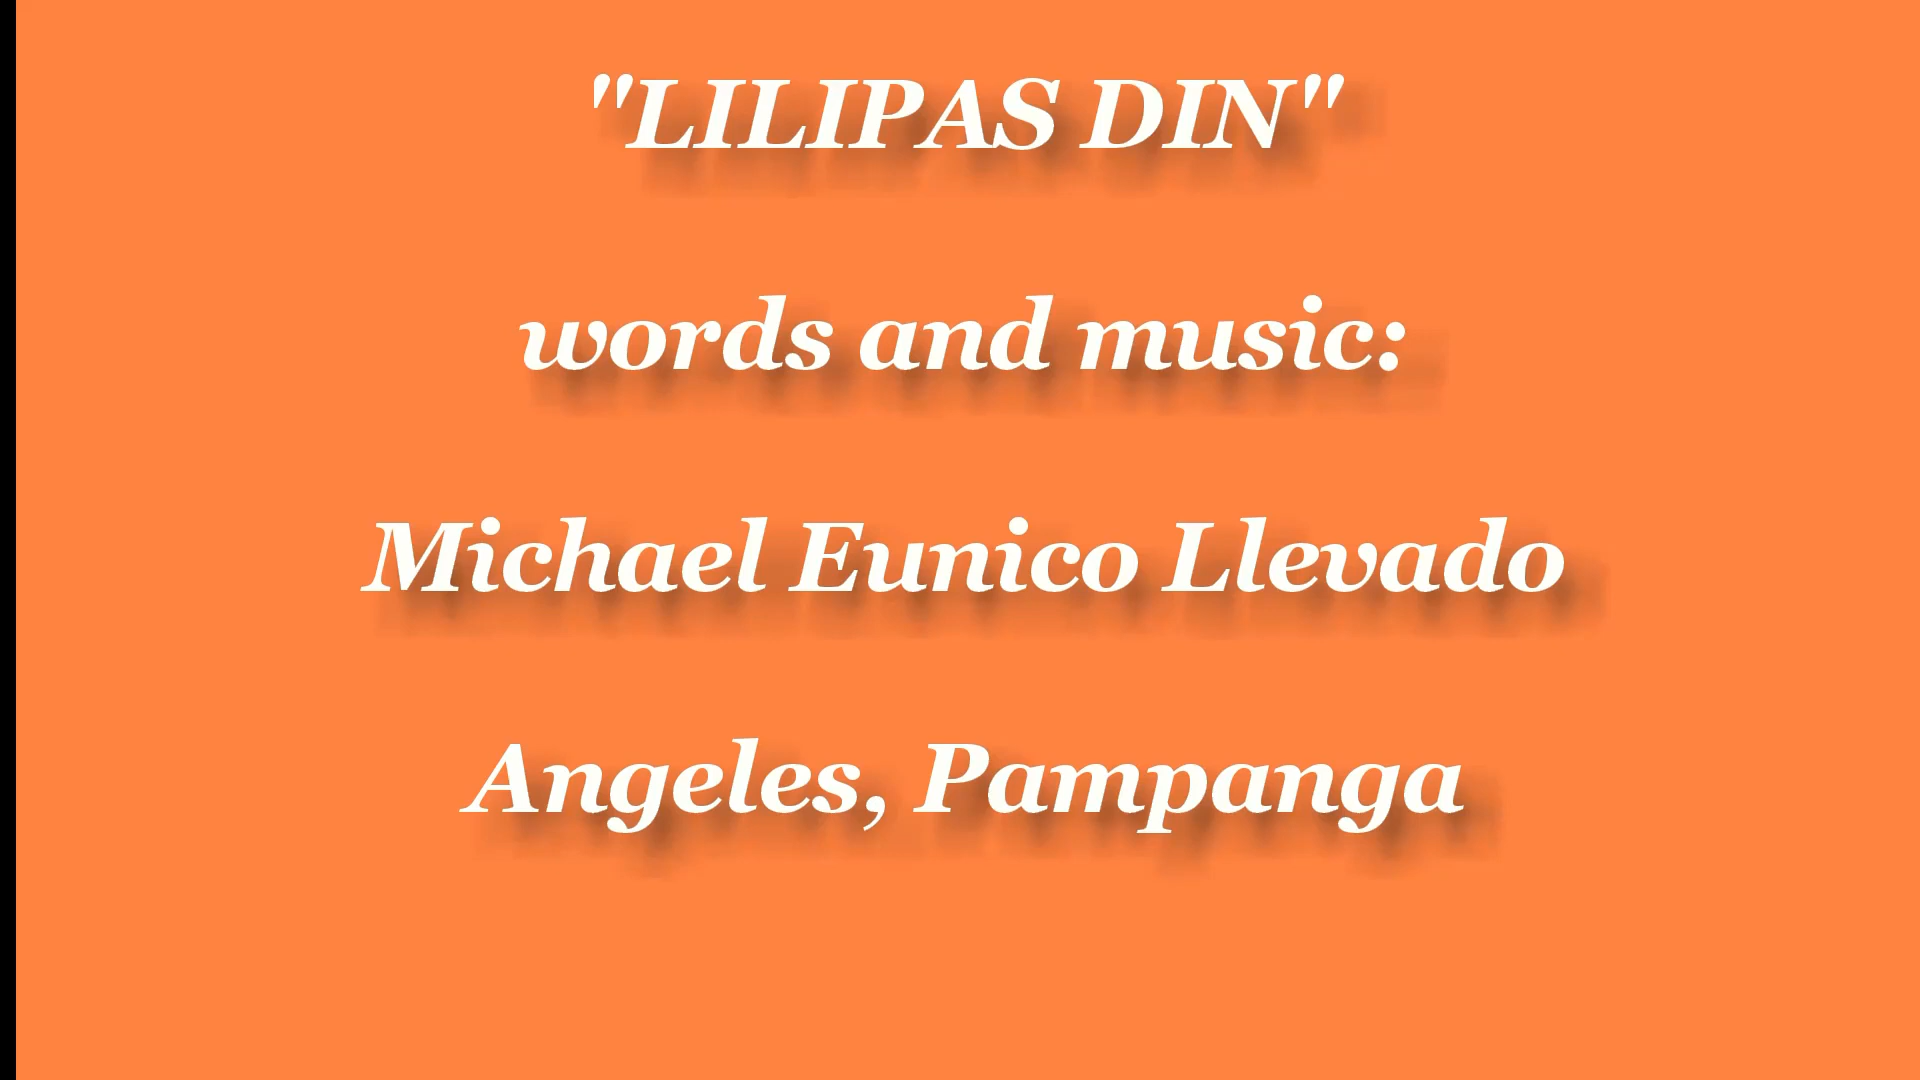 "LILIPAS DIN"
words and music:
Michael Eunico Llevado
Angeles, Pampanga